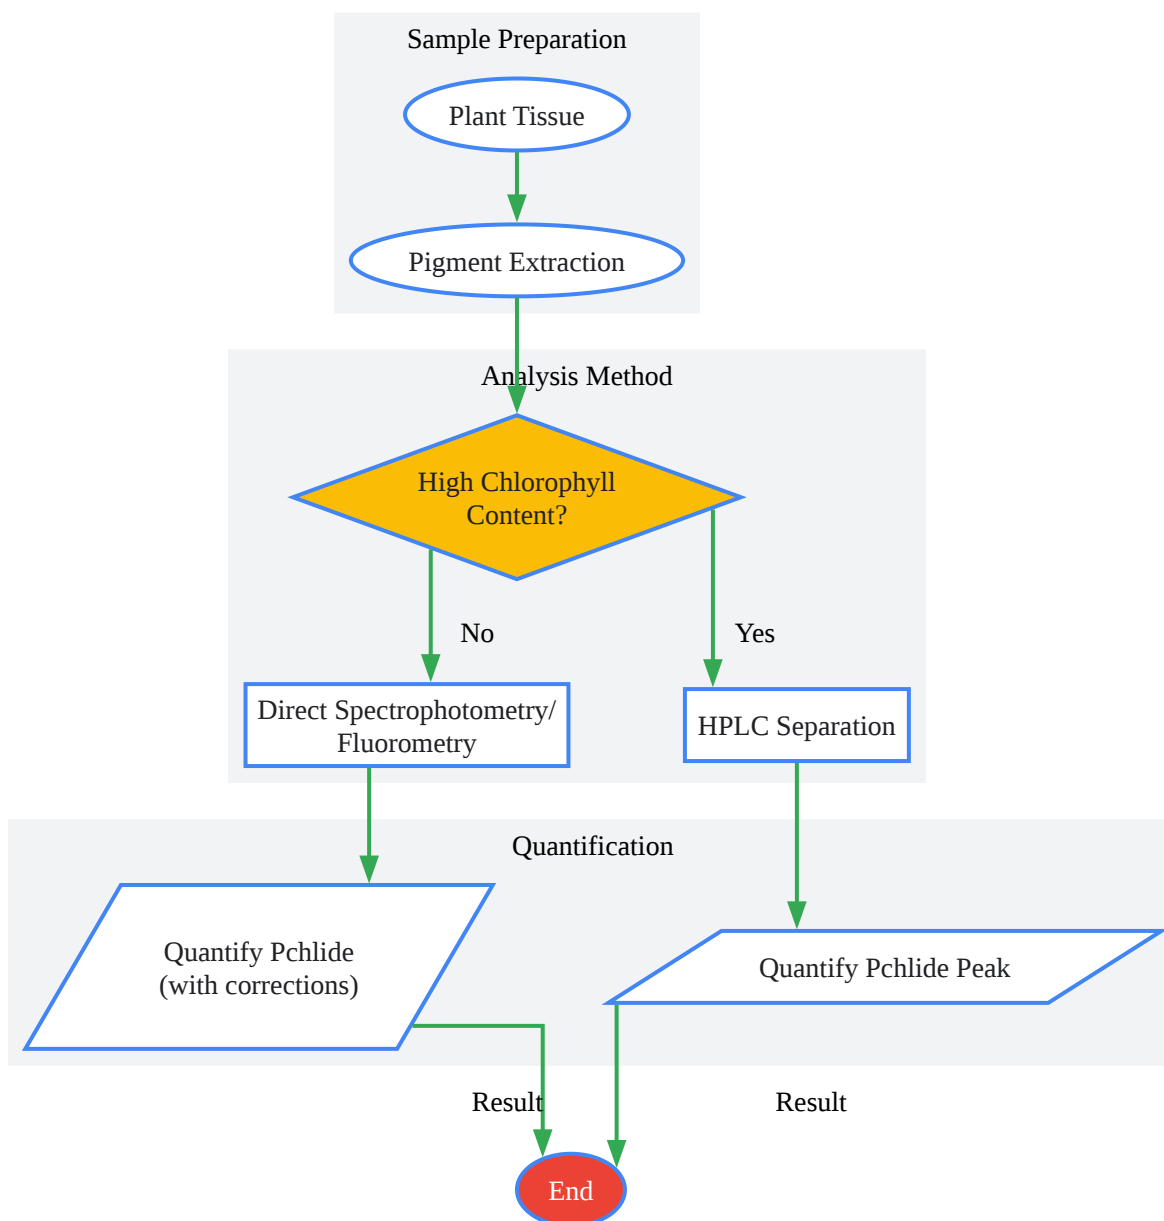 Sample Preparation
Plant Tissue
Pigment Extraction
Analysis Method
High Chlorophyll
Content?
No
Yes
Direct Spectrophotometry/
Fluorometry
HPLC Separation
Quantification
Quantify Pchlide
(with corrections)
Quantify Pchlide Peak
Result
Result
End